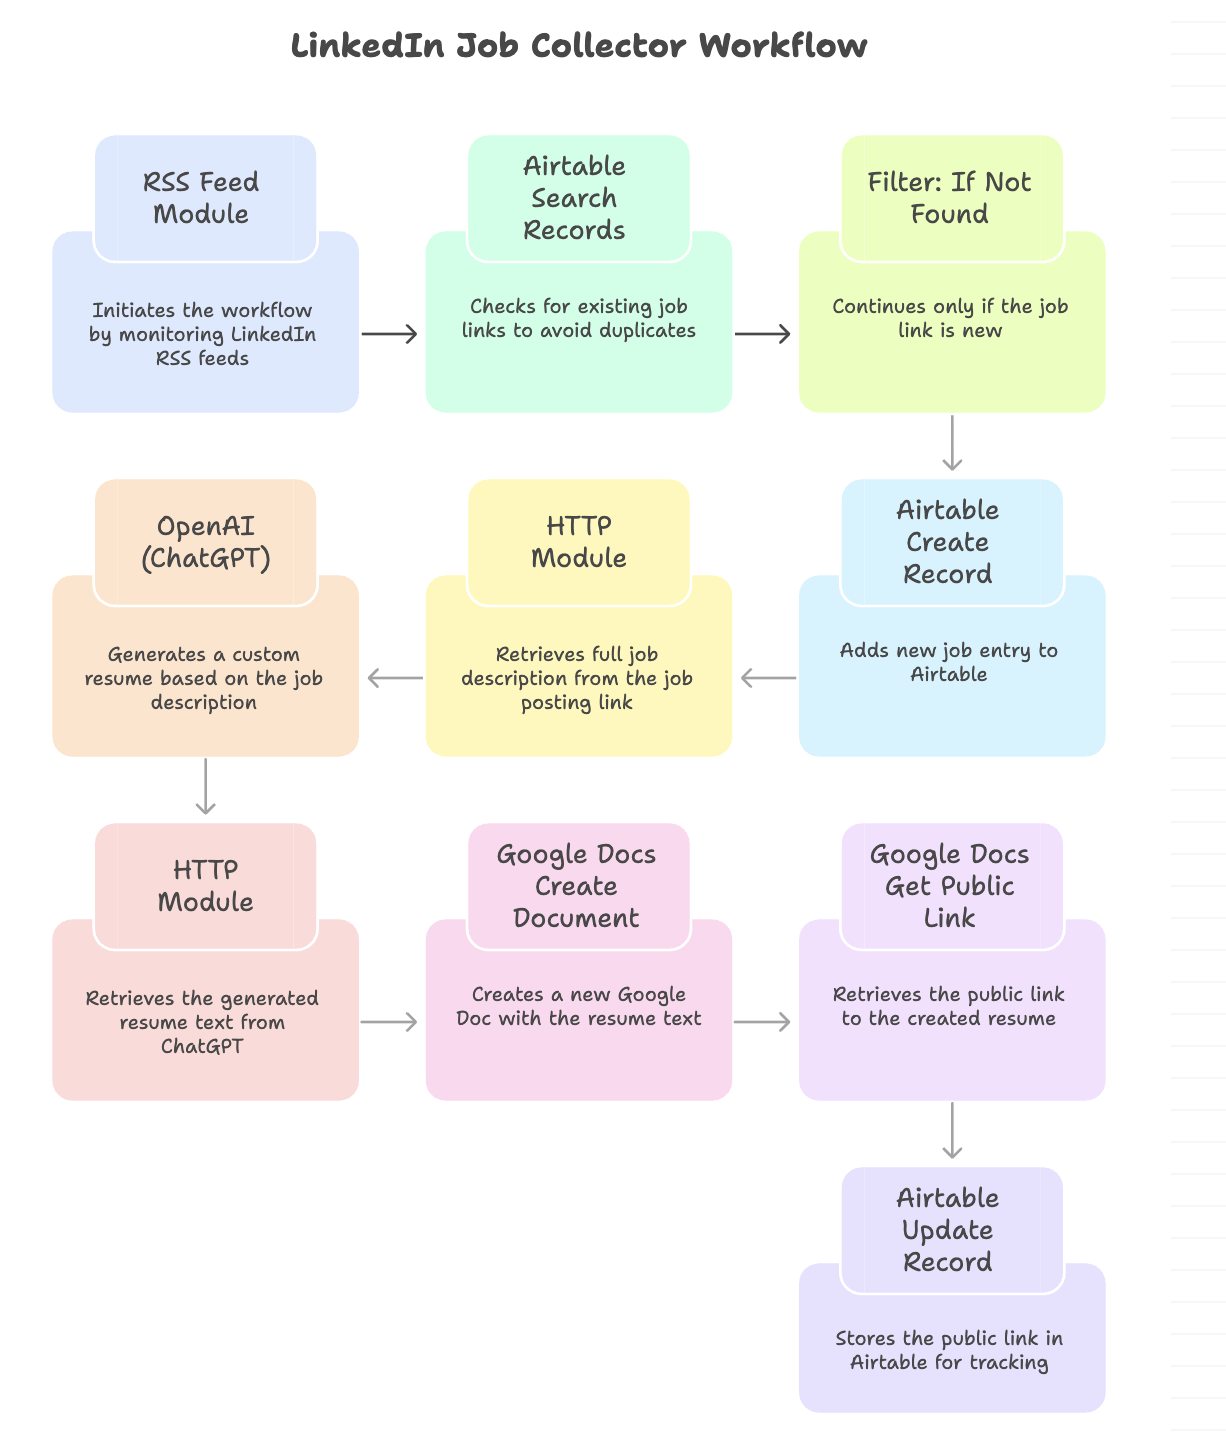 LinkedIn Job Collector Workflow
RSS Feed
Module
Initiates the workflow
by monitoring LinkedIn
RSS feeds
Airtable
Search
Records
Checks for existing job
links to avoid duplicates
Filter: If Not
Found
Continues only if the job
link is new
Airtable
Create
Record
Adds new job entry to
Airtable
HTTP
Module
Retrieves full job
description from the job
posting link
OpenAI
(ChatGPT)
Generates a custom
resume based on the job
description
HTTP
Module
Retrieves the generated
resume text from
ChatGPT
Google Docs
Create
Document
Creates a new Google
Doc with the resume text
Google Docs
Get Public
Link
Retrieves the public link
to the created resume
Airtable
Update
Record
Stores the public link in
Airtable for tracking